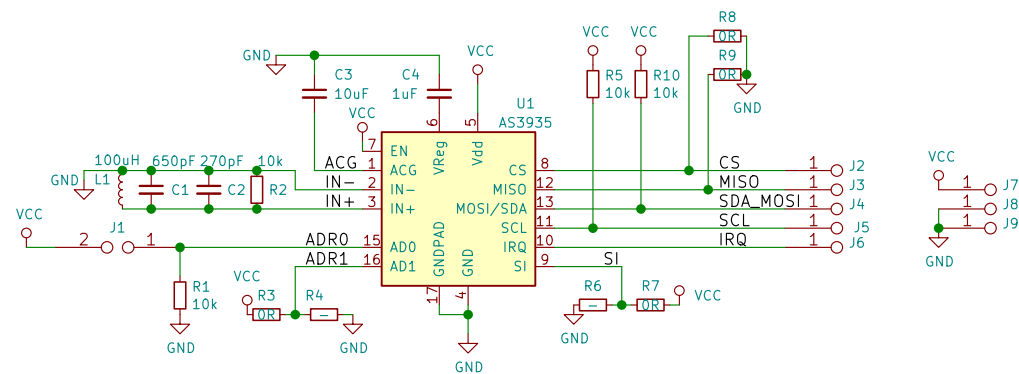 R8
0R
R9
0R
GND
VCC
VCC
R5
10k
R10
10k
GND
C3
10uF
C4
1uF
VCC
VCC
U1
AS3935
7 EN
6 VReg
5 Vdd
ACG 1 ACG
IN- 2 IN-
IN+ 3 IN+
CS 8 CS 1 J2
MISO 12 MISO 1 J3
MOSI/SDA 13 SDA_MOSI 1 J4
SCL 11 SCL 1 J5
IRQ 10 IRQ 1 J6
SI 9 SI
ADR0 15 AD0
ADR1 16 AD1
GNDPAD 17
GND 4
GND
100uH
L1
650pF
C1
270pF
C2
10k
R2
GND
VCC
2 J1 1
R1
10k
GND
VCC
R3
0R
R4
-
GND
R6
-
GND
R7
0R
VCC
VCC
1 J7
1 J8
1 J9
GND